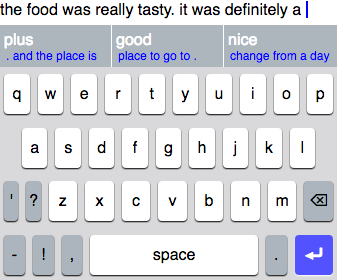 the food was really tasty. it was definitely a
plus good nice
. and the place is place to go to . change from a day
q w e r t y u i o p
a s d f g h j k l
' ? z x c v b n m ⌫
- ! , space . ↵